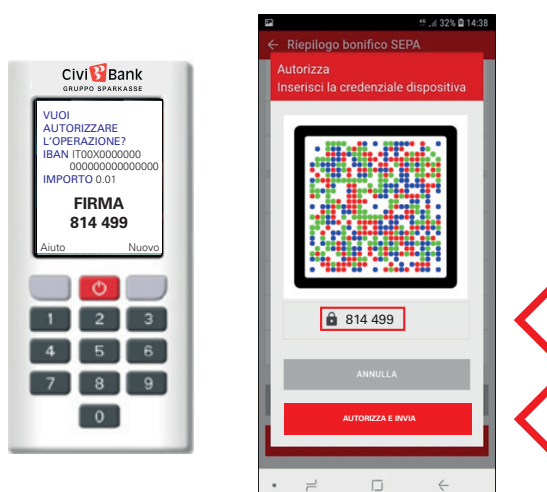 Civi Bank
GRUPPO SPARKASSE
VUOI
AUTORIZZARE
L'OPERAZIONE?
IBAN IT00X0000000
000000000000000
IMPORTO 0.01
FIRMA
814 499
Aiuto Nuovo
1 2 3
4 5 6
7 8 9
0
32% 14:38
Riepilogo bonifico SEPA
Autorizza
Inserisci la credenziale dispositiva
814 499
ANNULLA
AUTORIZZA E INVIA